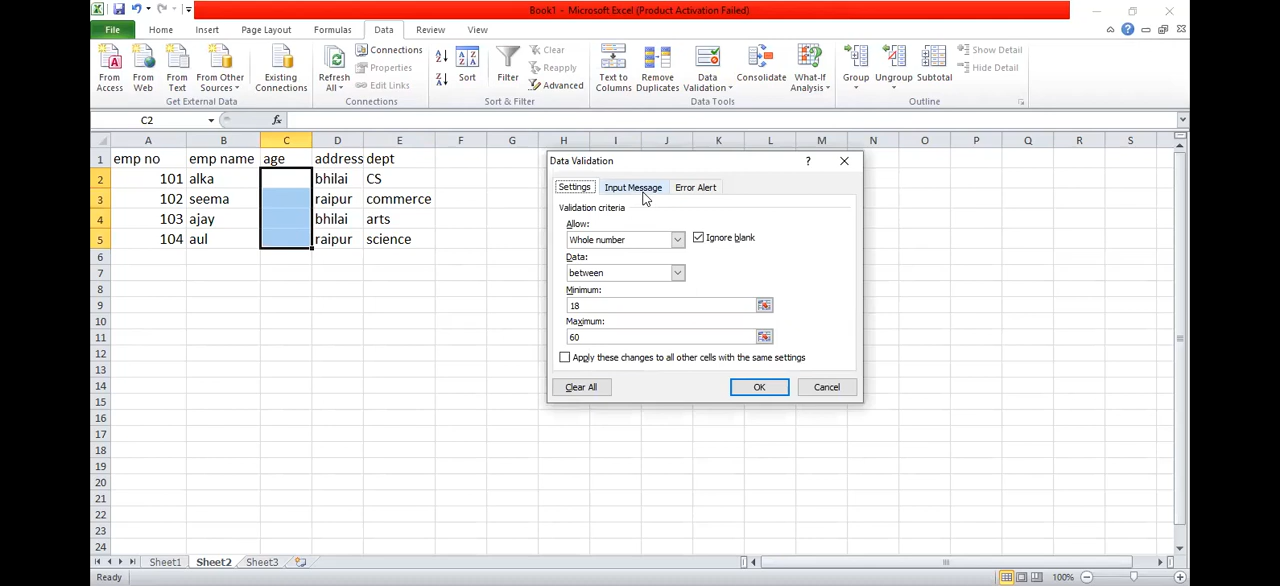 Book1 - Microsoft Excel (Product Activation Failed)
File Home Insert Page Layout Formulas Data Review View
From Access
From Web
From Text
From Other Sources
Existing Connections
Get External Data
Refresh All
Connections
Properties
Edit Links
Connections
Sort
Filter
Clear
Reapply
Advanced
Sort & Filter
Text to Columns
Remove Duplicates
Data Validation
Consolidate
What-If Analysis
Data Tools
Group
Ungroup
Subtotal
Show Detail
Hide Detail
Outline
C2 fx
A B C D E F G H I J K L M N O P Q R S
1 emp no emp name age address dept
2 101 alka bhilai CS
3 102 seema raipur commerce
4 103 ajay bhilai arts
5 104 aul raipur science
6
7
8
9
10
11
12
13
14
15
16
17
18
19
20
21
22
23
24
Data Validation ?
Settings Input Message Error Alert
Validation criteria
Allow:
Whole number Ignore blank
Data:
between
Minimum:
18
Maximum:
60
Apply these changes to all other cells with the same settings
Clear All OK Cancel
Sheet1 Sheet2 Sheet3
Ready 100%